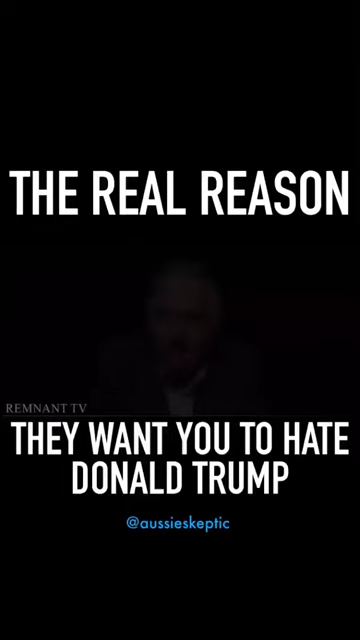 THE REAL REASON
REMNANT TV
THEY WANT YOU TO HATE
DONALD TRUMP
@aussieskeptic